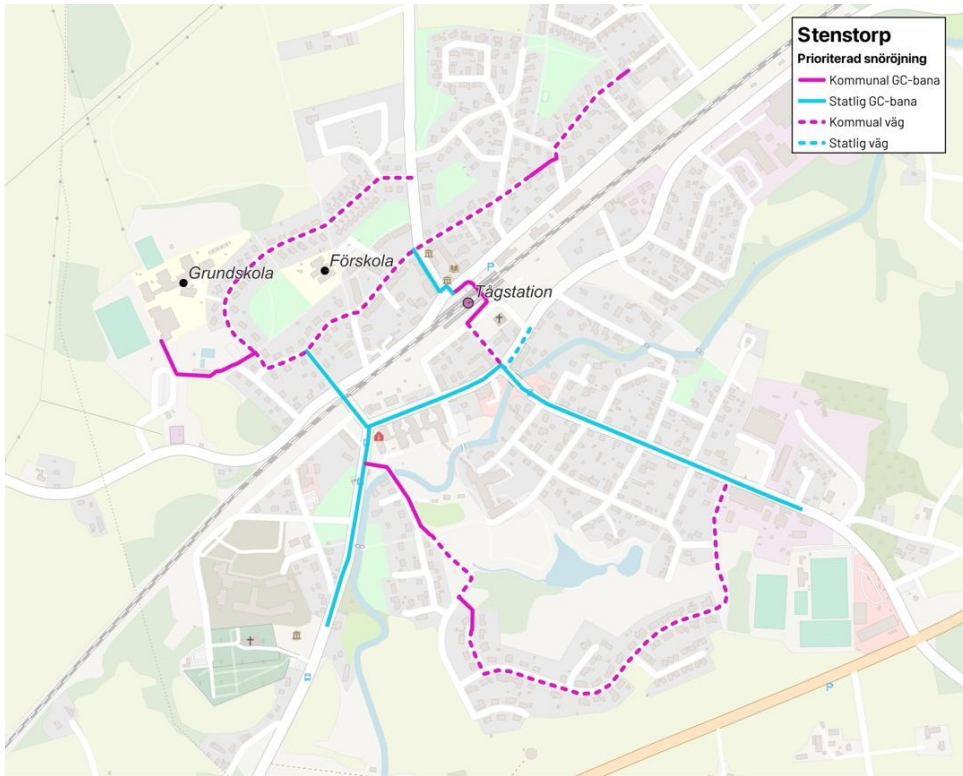 Stenstorp
Prioriterad snöröjning
Kommunal GC-bana
Statlig GC-bana
Kommual väg
Statlig väg
Förskola
Grundskola
P
Tågstation
P